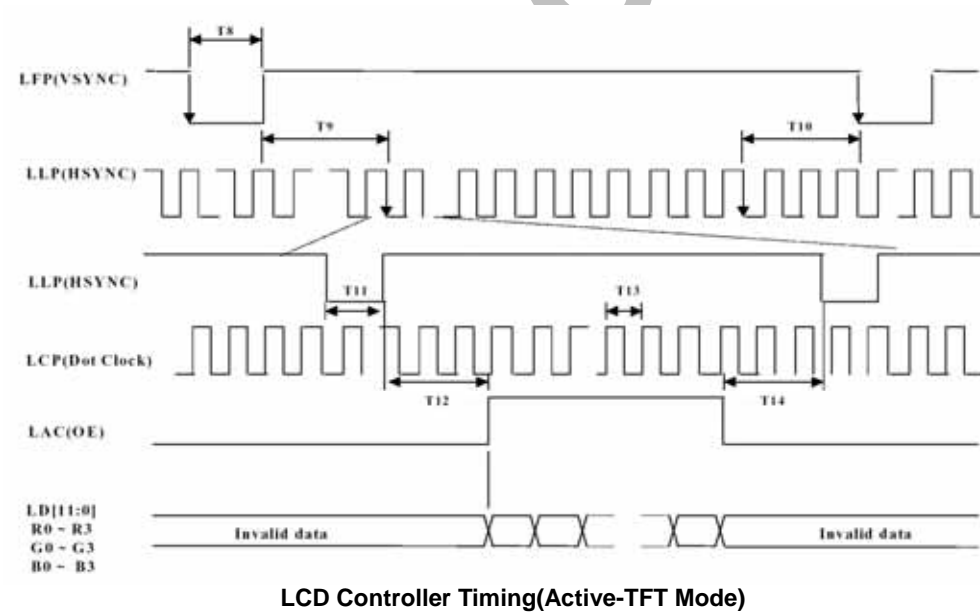 T8
LFP(VSYNC)
T9
T10
LLP(HSYNC)
LLP(HSYNC)
T11
T13
LCP(Dot Clock)
T12
T14
LAC(OE)
LD[11:0]
R0 ~ R3
G0 ~ G3
B0 ~ B3
Invalid data
Invalid data
LCD Controller Timing(Active-TFT Mode)